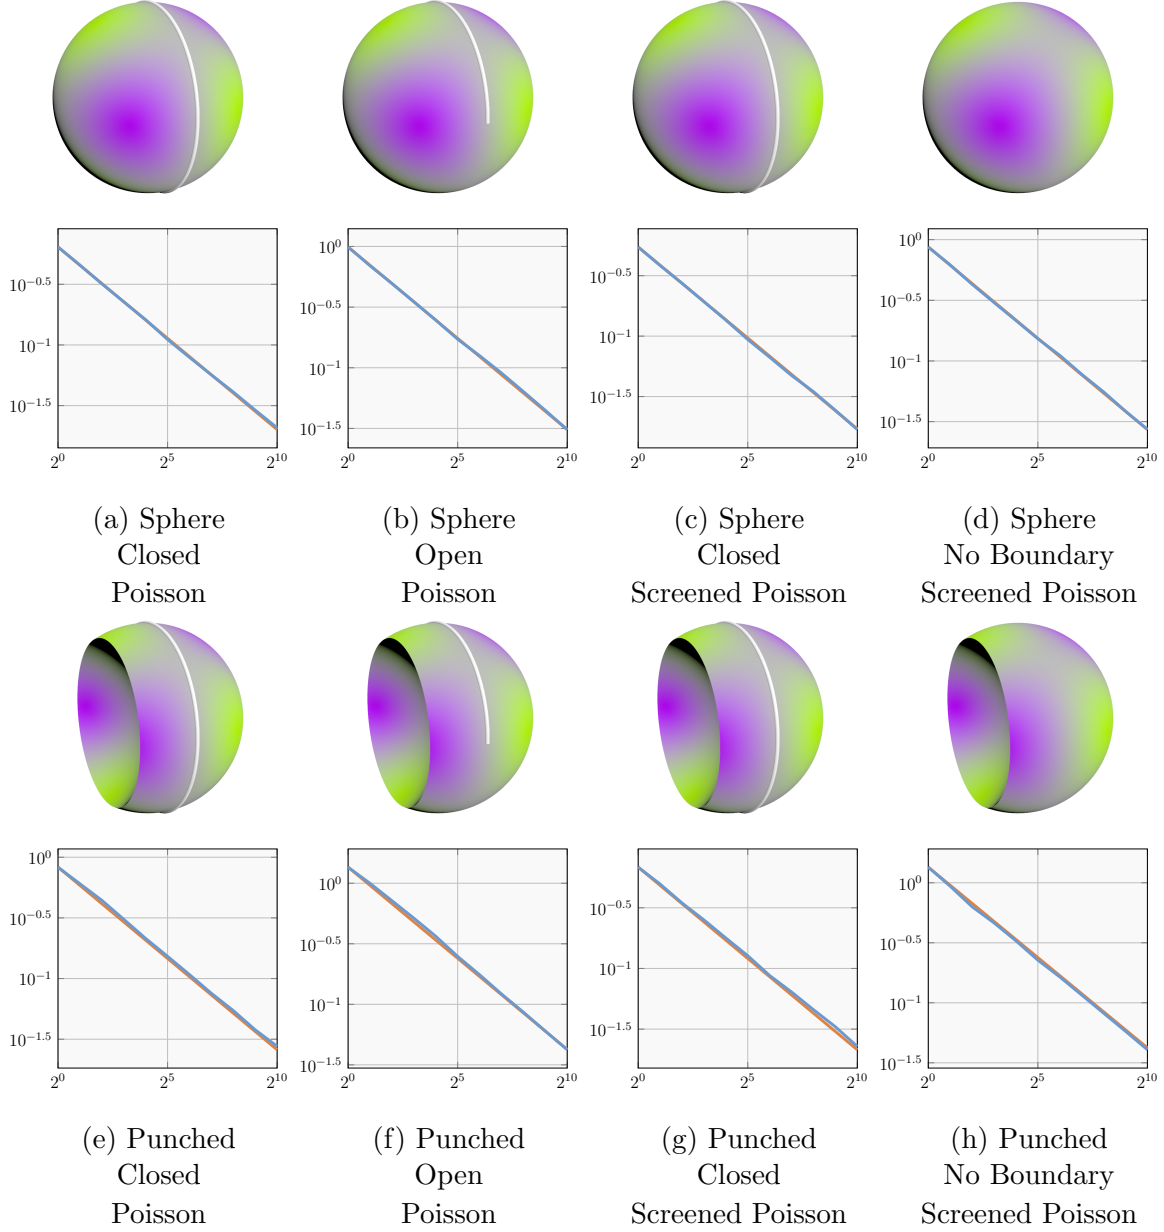 10^{-0.5}
10^{-1}
10^{-1.5}
2^0 2^5 2^{10}
10^0
10^{-0.5}
10^{-1}
10^{-1.5}
2^0 2^5 2^{10}
10^{-0.5}
10^{-1}
10^{-1.5}
2^0 2^5 2^{10}
10^0
10^{-0.5}
10^{-1}
10^{-1.5}
2^0 2^5 2^{10}
(a) Sphere
Closed
Poisson
(b) Sphere
Open
Poisson
(c) Sphere
Closed
Screened Poisson
(d) Sphere
No Boundary
Screened Poisson
10^0
10^{-0.5}
10^{-1}
10^{-1.5}
2^0 2^5 2^{10}
10^0
10^{-0.5}
10^{-1}
10^{-1.5}
2^0 2^5 2^{10}
10^{-0.5}
10^{-1}
10^{-1.5}
2^0 2^5 2^{10}
10^0
10^{-0.5}
10^{-1}
10^{-1.5}
2^0 2^5 2^{10}
(e) Punched
Closed
Poisson
(f) Punched
Open
Poisson
(g) Punched
Closed
Screened Poisson
(h) Punched
No Boundary
Screened Poisson